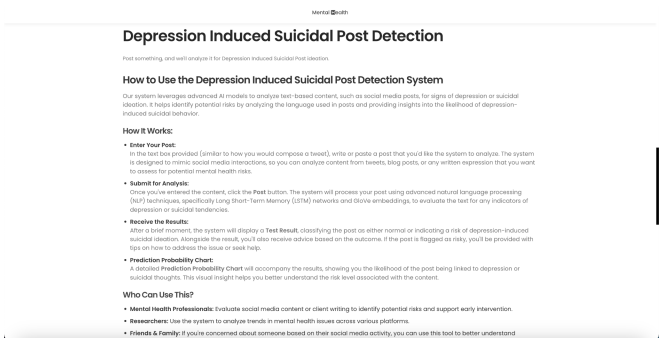 Mental Health
Depression Induced Suicidal Post Detection
Post something, and we'll analyze it for Depression Induced Suicidal Post ideation.
How to Use the Depression Induced Suicidal Post Detection System
Our system leverages advanced AI models to analyze text-based content, such as social media posts, for signs of depression or suicidal
ideation. It helps identify potential risks by analyzing the language used in posts and providing insights into the likelihood of depression-
induced suicidal behavior.
How It Works:
• Enter Your Post:
In the text box provided (similar to how you would compose a tweet), write or paste a post that you'd like the system to analyze. The system
is designed to mimic social media interactions, so you can analyze content from tweets, blog posts, or any written expression that you want
to assess for potential mental health risks.
• Submit for Analysis:
Once you've entered the content, click the Post button. The system will process your post using advanced natural language processing
(NLP) techniques, specifically Long Short-Term Memory (LSTM) networks and GloVe embeddings, to evaluate the text for any indicators of
depression or suicidal tendencies.
• Receive the Results:
After a brief moment, the system will display a Test Result, classifying the post as either normal or indicating a risk of depression-induced
suicidal ideation. Alongside the result, you'll also receive advice based on the outcome. If the post is flagged as risky, you'll be provided with
tips on how to address the issue or seek help.
• Prediction Probability Chart:
A detailed Prediction Probability Chart will accompany the results, showing you the likelihood of the post being linked to depression or
suicidal thoughts. This visual insight helps you better understand the risk level associated with the content.
Who Can Use This?
• Mental Health Professionals: Evaluate social media content or client writing to identify potential risks and support early intervention.
• Researchers: Use the system to analyze trends in mental health issues across various platforms.
• Friends & Family: If you're concerned about someone based on their social media activity, you can use this tool to better understand